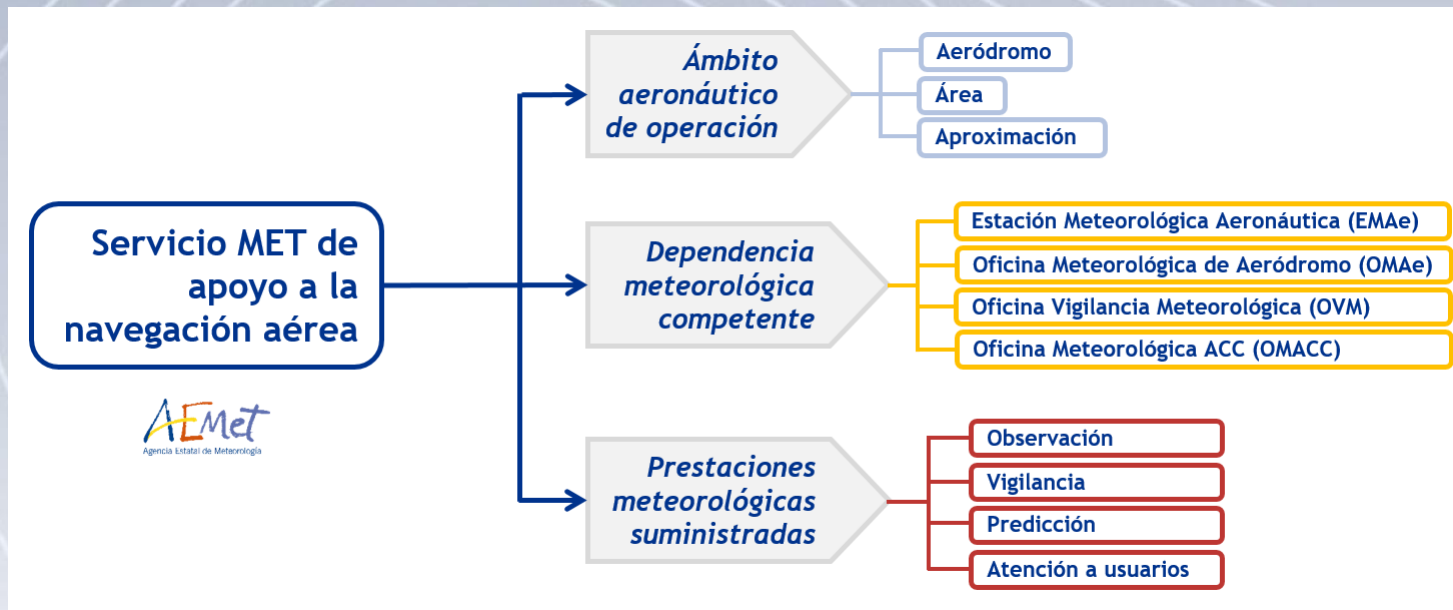 Servicio MET de
apoyo a la
navegación aérea
AEMet
Agencia Estatal de Meteorología
Ámbito
aeronáutico
de operación
Aeródromo
Área
Aproximación
Dependencia
meteorológica
competente
Estación Meteorológica Aeronáutica (EMAe)
Oficina Meteorológica de Aeródromo (OMAe)
Oficina Vigilancia Meteorológica (OVM)
Oficina Meteorológica ACC (OMACC)
Prestaciones
meteorológicas
suministradas
Observación
Vigilancia
Predicción
Atención a usuarios